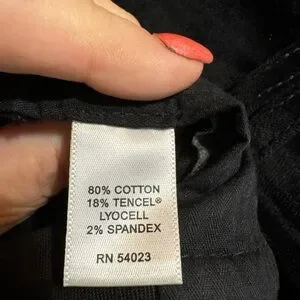 80% COTTON
18% TENCEL®
LYOCELL
2% SPANDEX
RN 54023